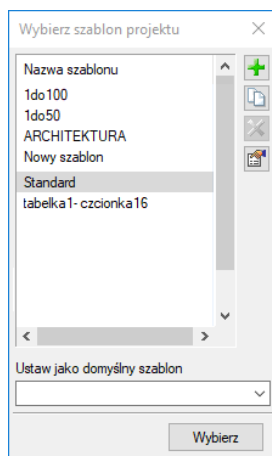 Wybierz szablon projektu
Nazwa szablonu
1do100
1do50
ARCHITEKTURA
Nowy szablon
Standard
tabelka1- czcionka16
Ustaw jako domyślny szablon
Wybierz